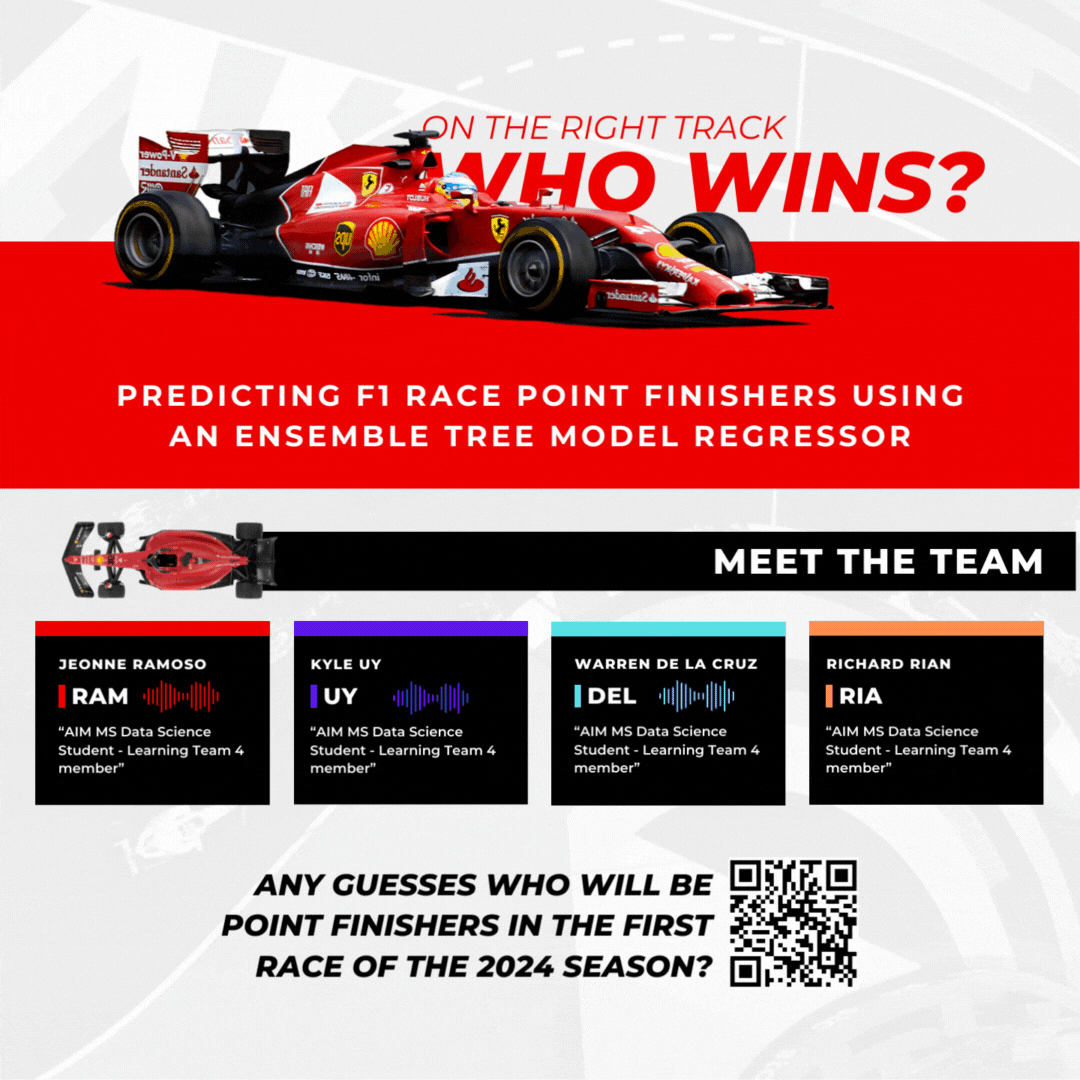 ON THE RIGHT TRACK
WHO WINS?
V-Power
Santander
Santander
PREDICTING F1 RACE POINT FINISHERS USING
AN ENSEMBLE TREE MODEL REGRESSOR
MEET THE TEAM
JEONNE RAMOSO
RAM
“AIM MS Data Science
Student - Learning Team 4
member”
KYLE UY
UY
“AIM MS Data Science
Student - Learning Team 4
member”
WARREN DE LA CRUZ
DEL
“AIM MS Data Science
Student - Learning Team 4
member”
RICHARD RIAN
RIA
“AIM MS Data Science
Student - Learning Team 4
member”
ANY GUESSES WHO WILL BE
POINT FINISHERS IN THE FIRST
RACE OF THE 2024 SEASON?